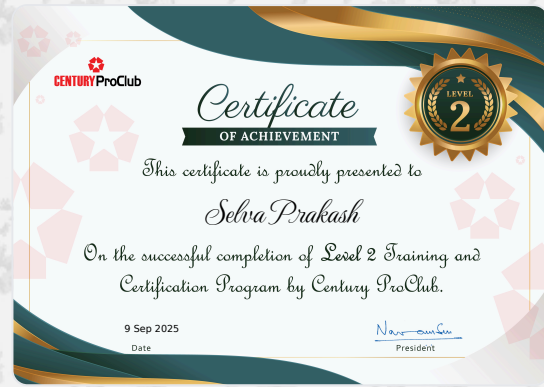 CENTURY ProClub
Certificate
OF ACHIEVEMENT
LEVEL
2
This certificate is proudly presented to
Selva Prakash
On the successful completion of Level 2 Training and
Certification Program by Century ProClub.
9 Sep 2025
Date
President